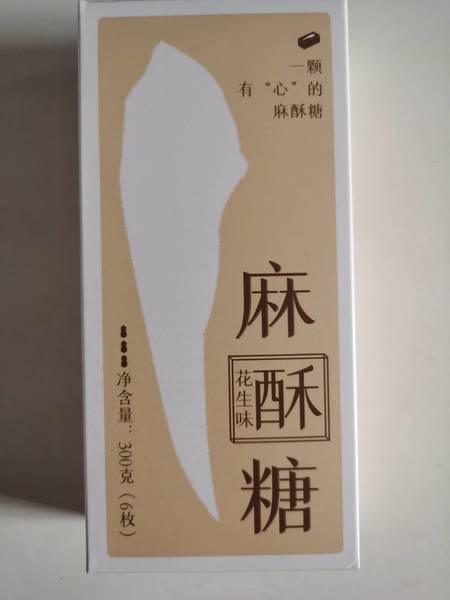 一颗
有“心”的
麻酥糖
麻
花生味
酥
糖
净含量：300克（6枚）